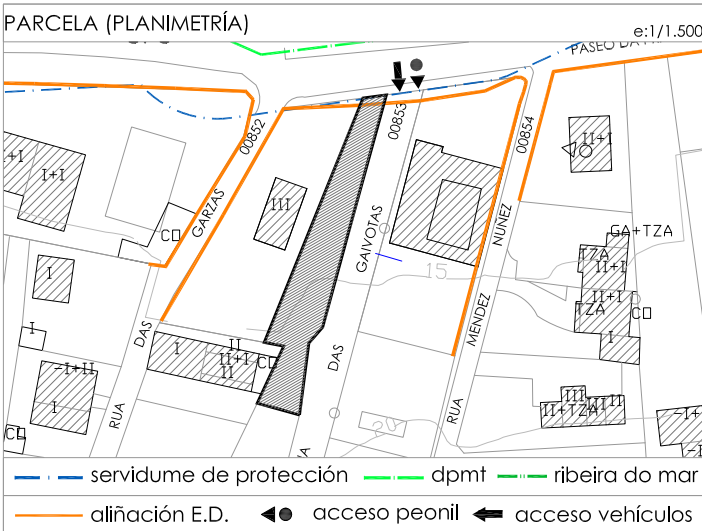 PARCELA (PLANIMETRÍA)
e:1/1.500
PASEO DA
00852
00853
00854
I+I
I+I
II+I
GARZAS
GAIVOTAS
NUÑEZ
III
CO
GA+TZA
TZA
II+I
15
I
II+I
TZA
CO
I
DAS
DAS
MENDEZ
I
I
II
II+I
II
CO
-I+II
I
III
II
II+TZA
-I+
RUA
RUA
20
-I
servidume de protección
dpmt
ribeira do mar
aliñación E.D.
acceso peonil
acceso vehículos